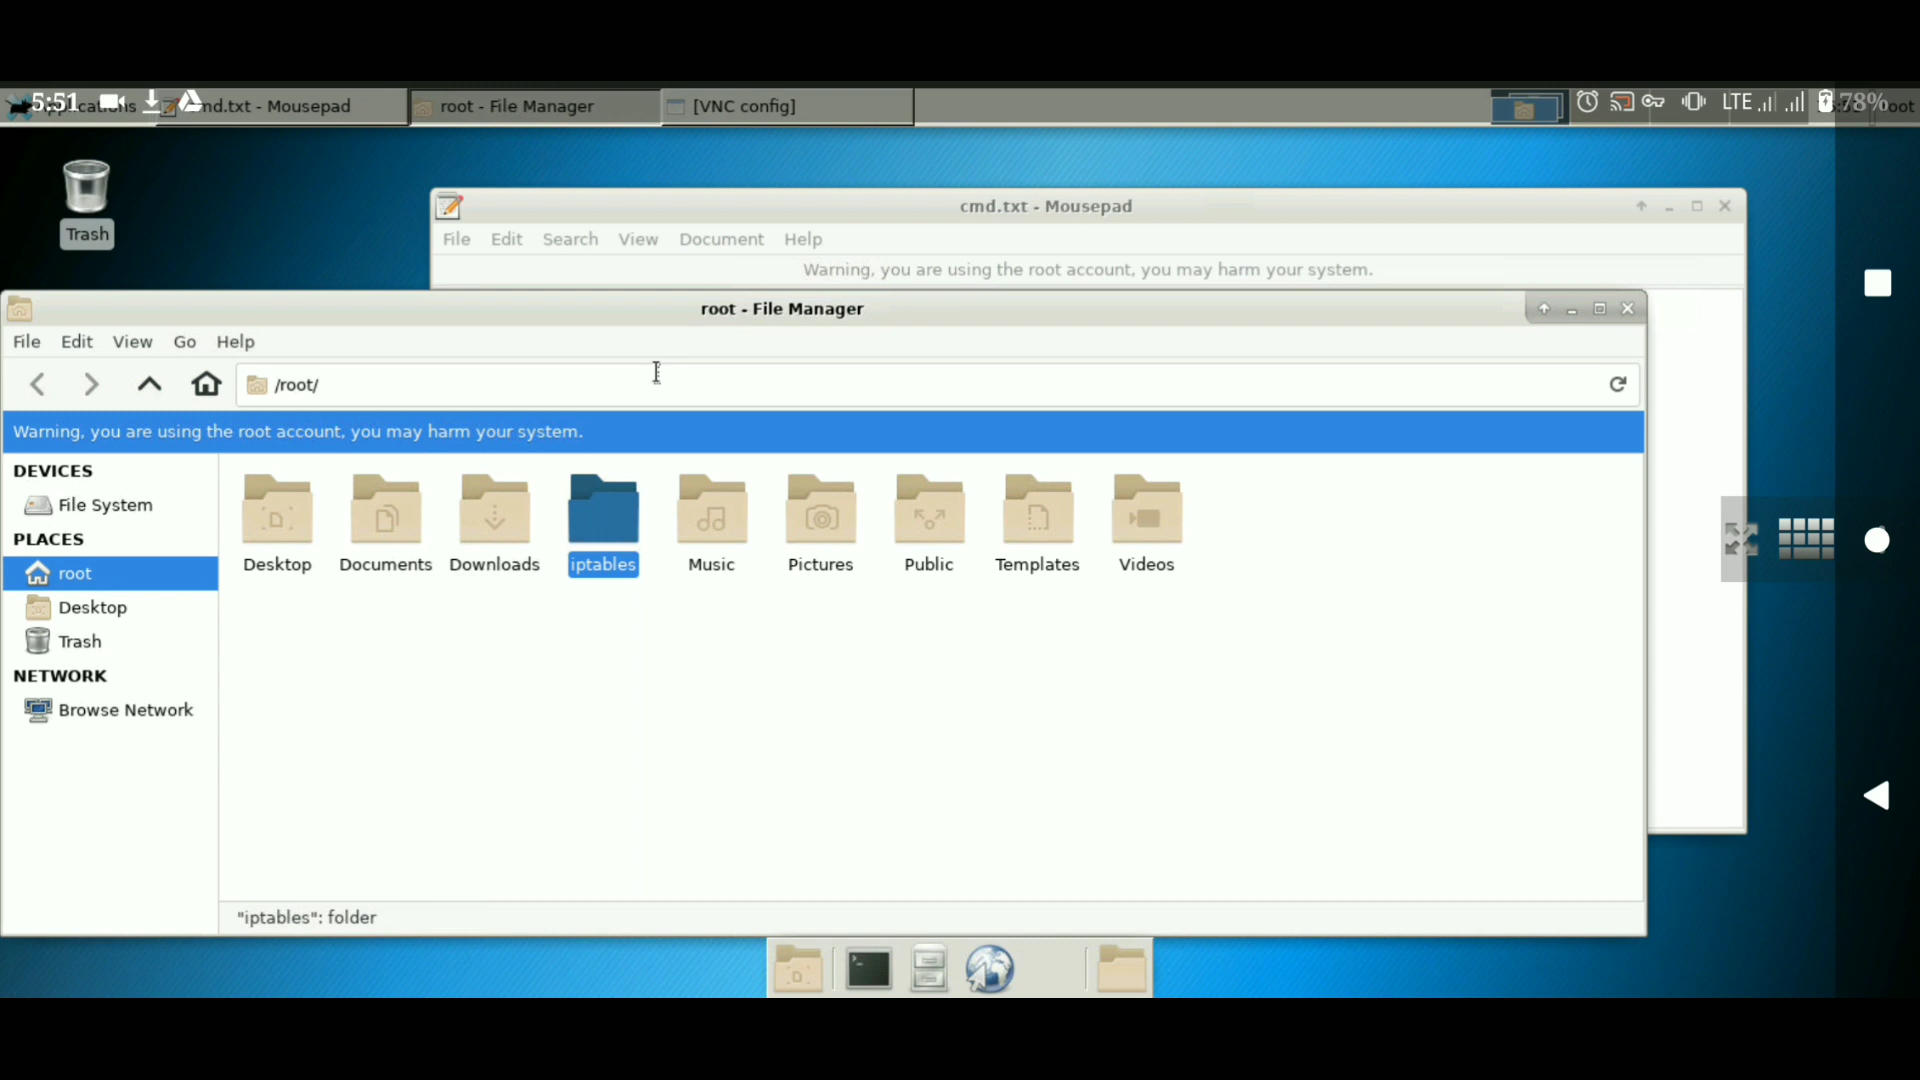 5:51
cmd.txt - Mousepad
root - File Manager
[VNC config]
LTE
78%
root
Trash
cmd.txt - Mousepad
File Edit Search View Document Help
Warning, you are using the root account, you may harm your system.
root - File Manager
File Edit View Go Help
/root/
Warning, you are using the root account, you may harm your system.
DEVICES
File System
PLACES
root
Desktop
Trash
NETWORK
Browse Network
Desktop Documents Downloads iptables Music Pictures Public Templates Videos
"iptables": folder